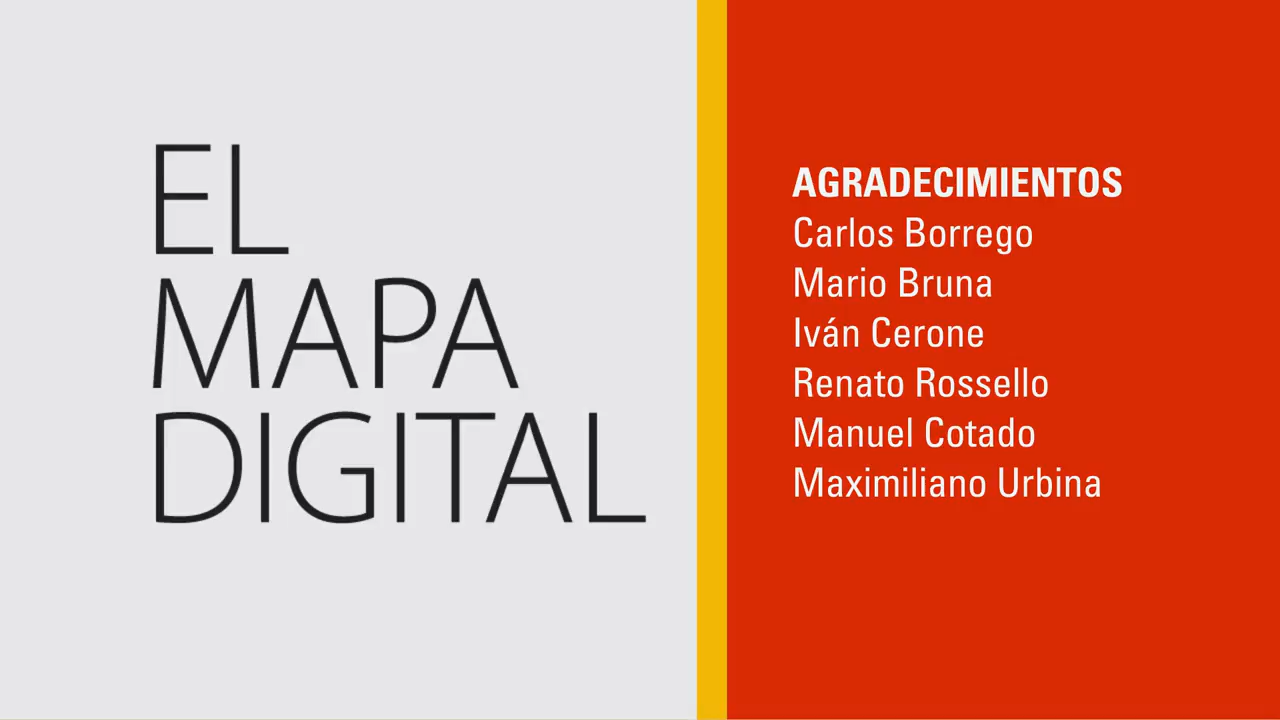 EL
MAPA
DIGITAL
AGRADECIMIENTOS
Carlos Borrego
Mario Bruna
Iván Cerone
Renato Rossello
Manuel Cotado
Maximiliano Urbina